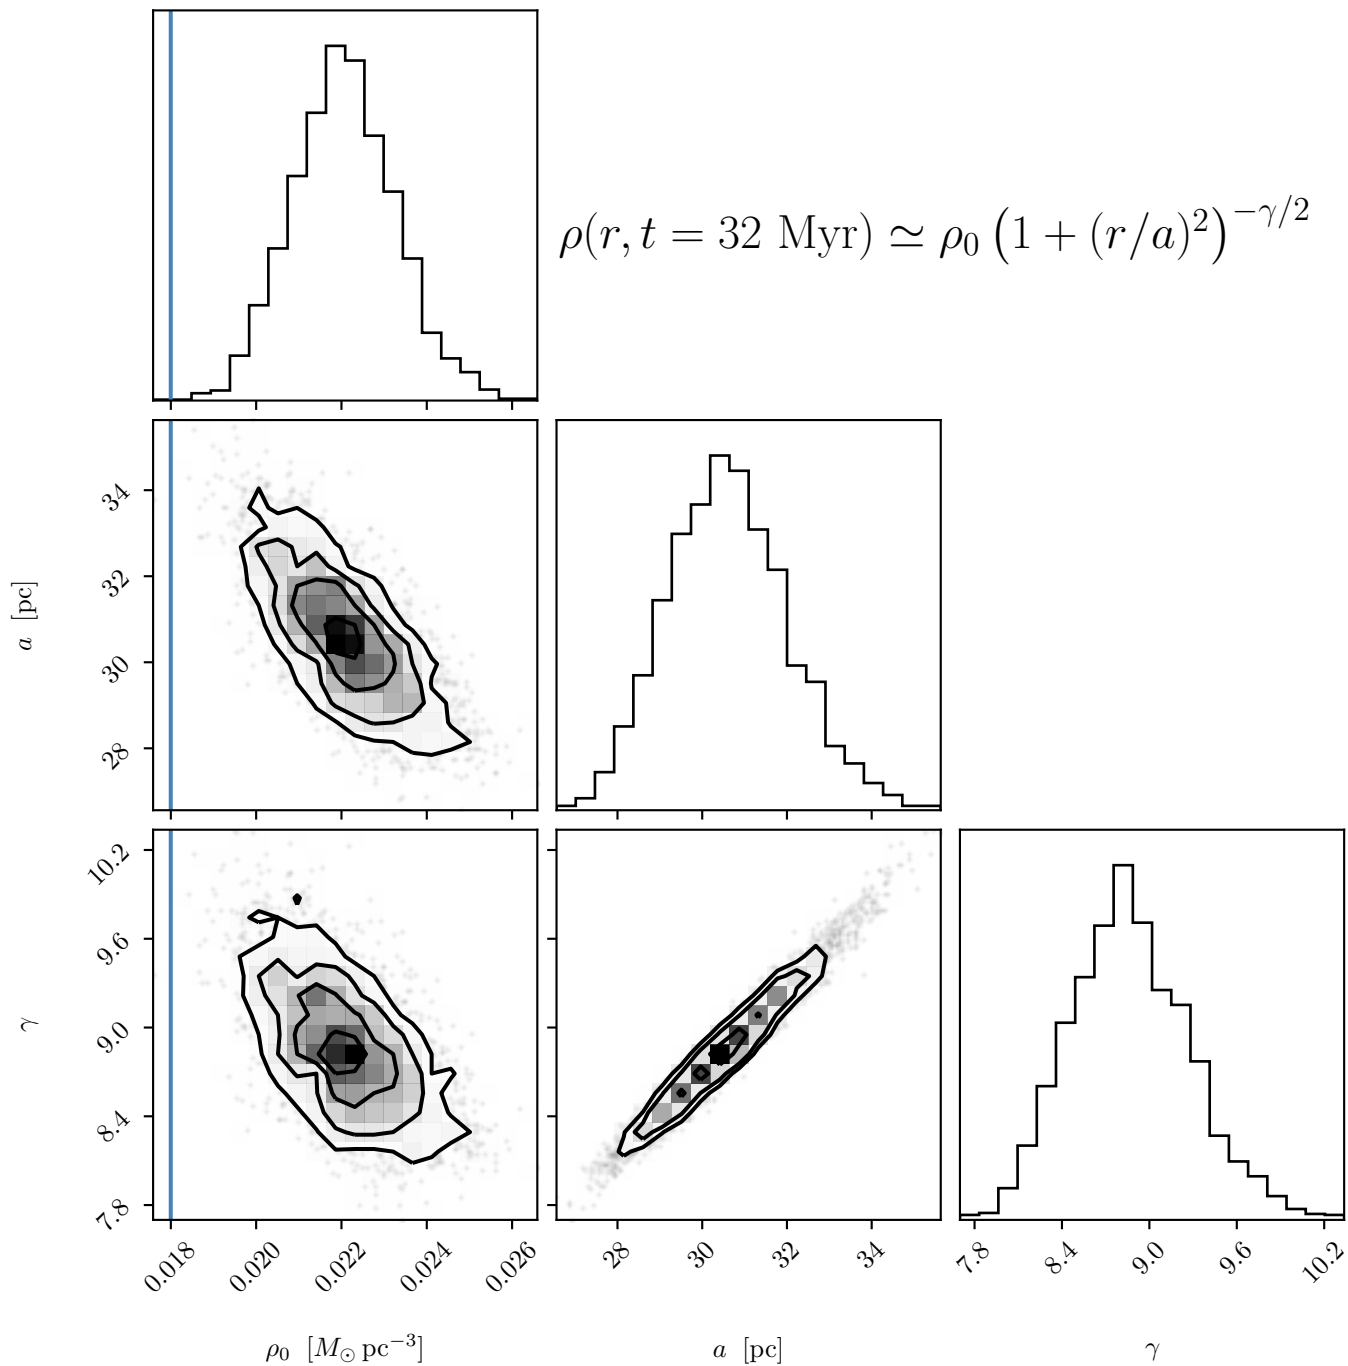 ρ(r, t = 32 Myr) ≃ ρ₀ (1 + (r/a)²)^{−γ/2}
34
32
30
28
a [pc]
10.2
9.6
9.0
8.4
7.8
γ
0.018 0.020 0.022 0.024 0.026
28 30 32 34
7.8 8.4 9.0 9.6 10.2
ρ₀ [M☉ pc⁻³]
a [pc]
γ